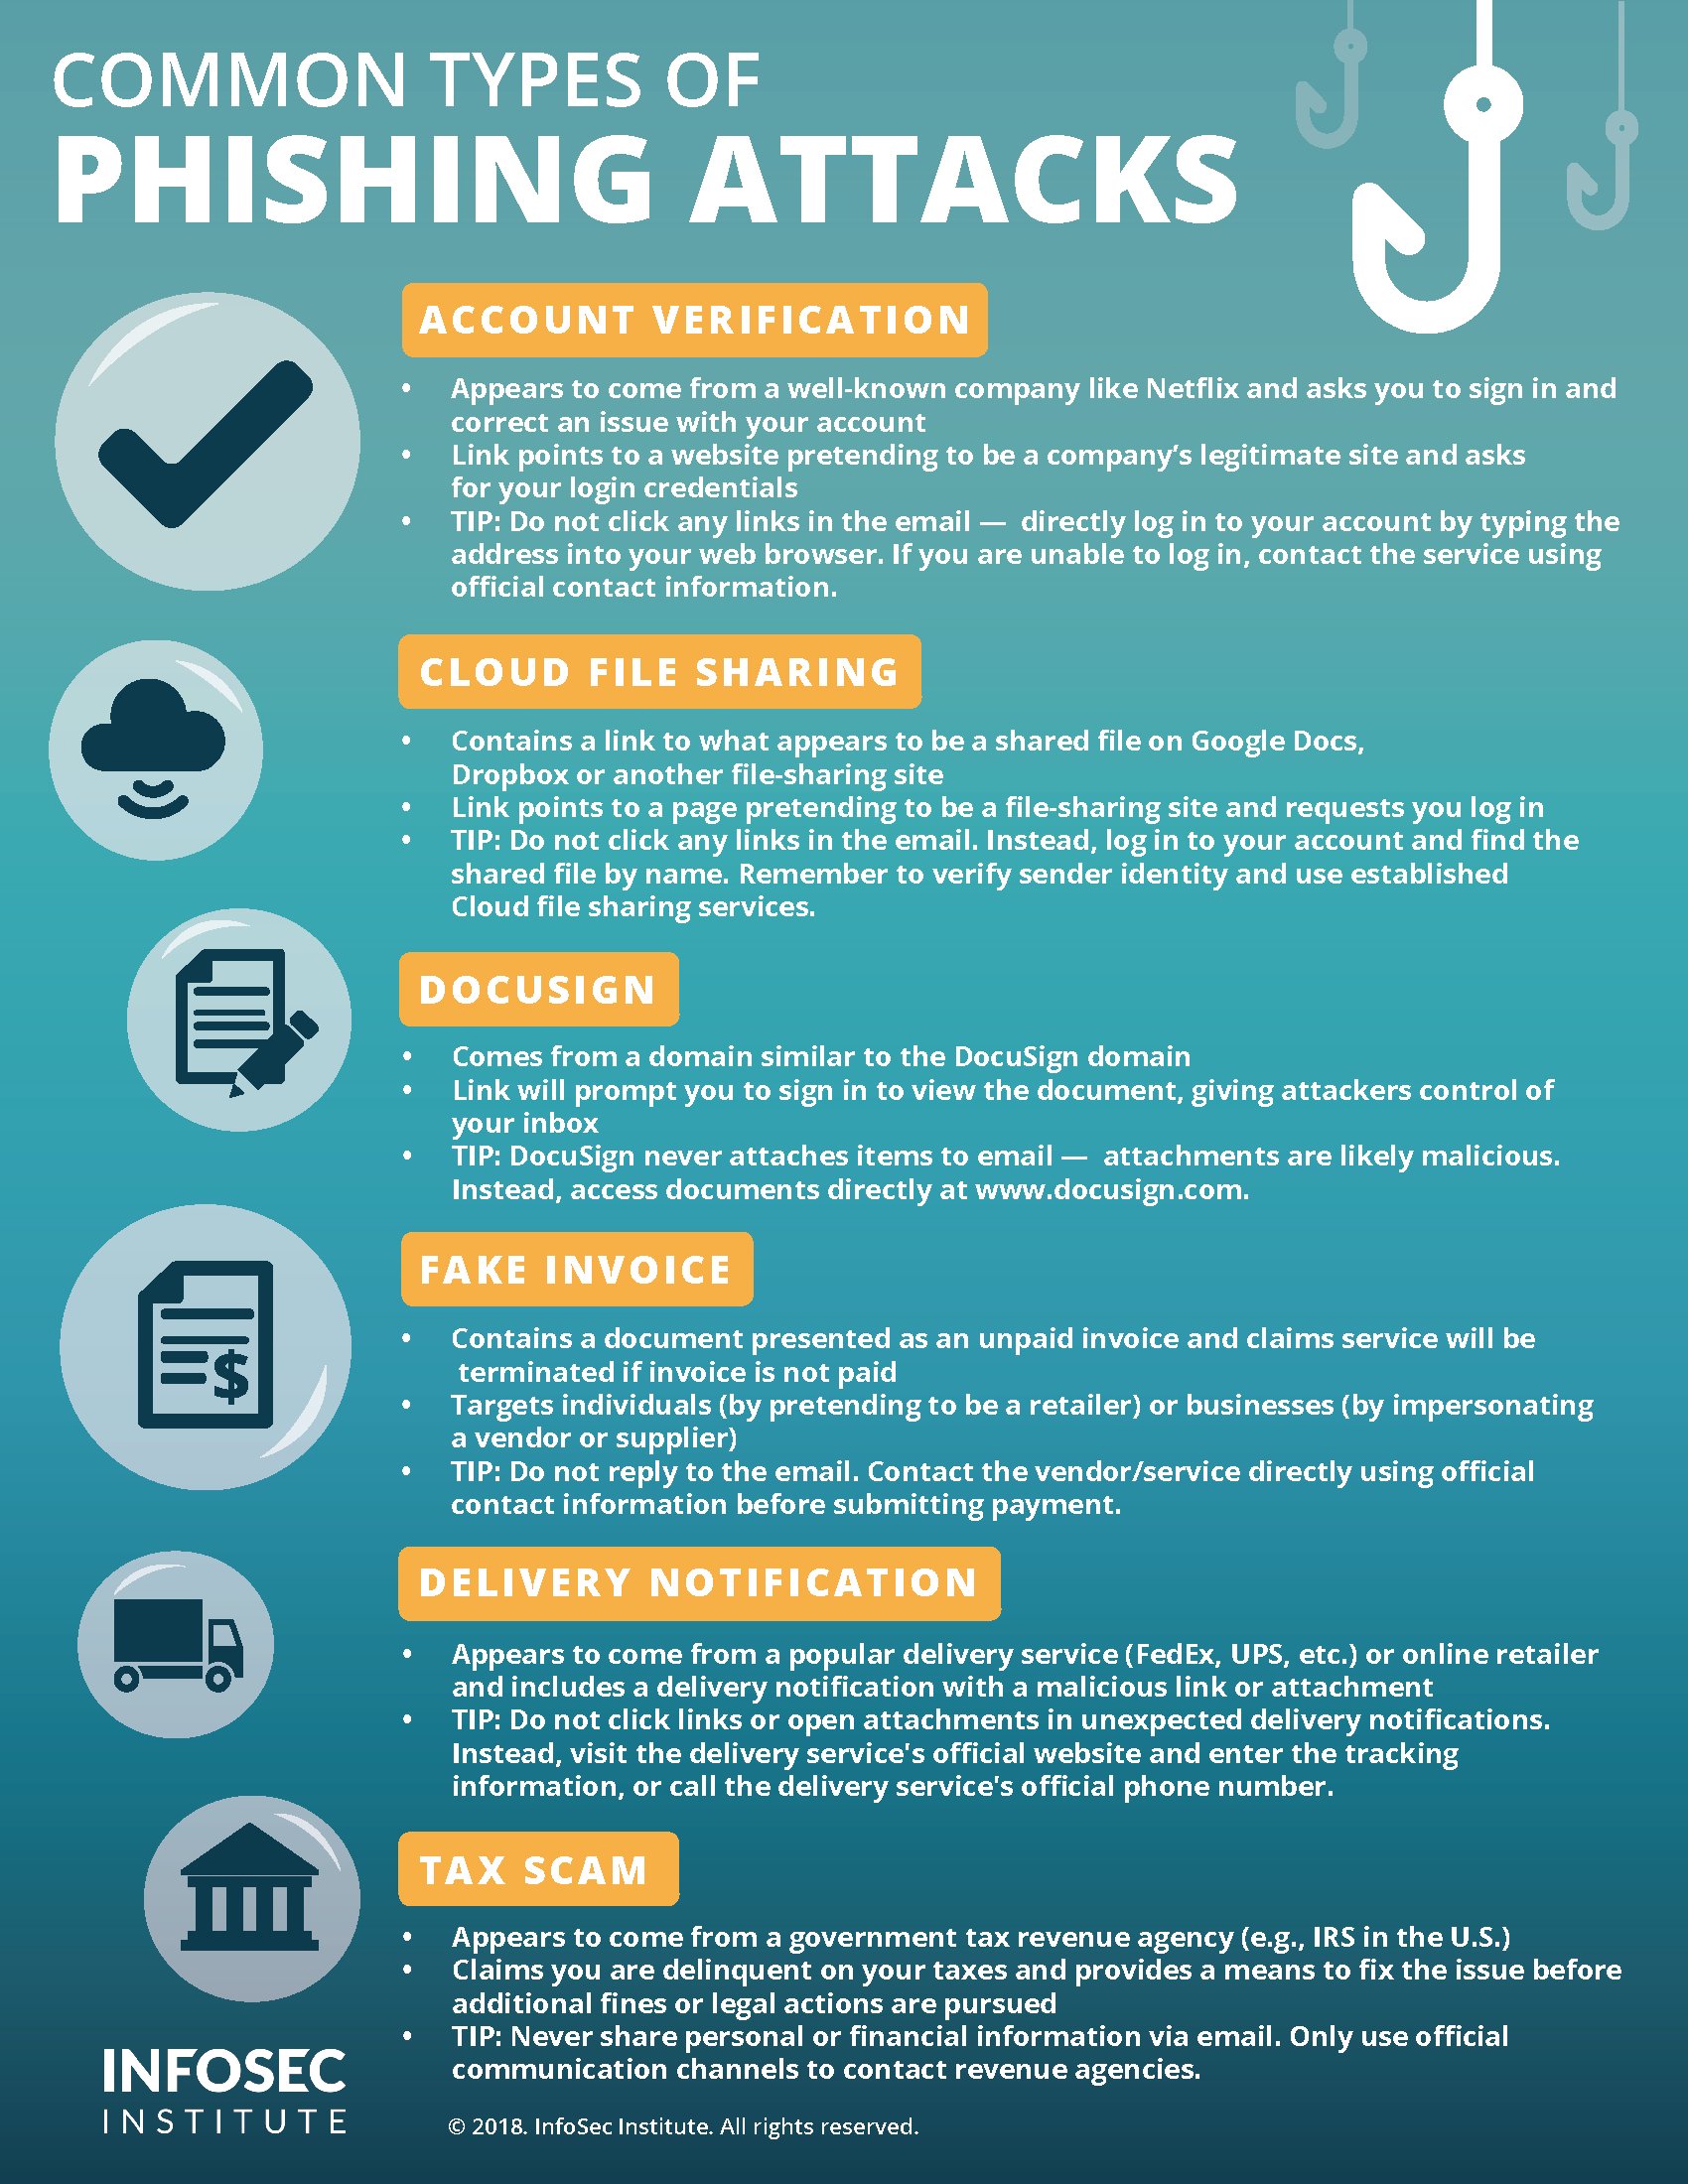 COMMON TYPES OF
PHISHING ATTACKS
ACCOUNT VERIFICATION
• Appears to come from a well-known company like Netflix and asks you to sign in and
correct an issue with your account
• Link points to a website pretending to be a company’s legitimate site and asks
for your login credentials
• TIP: Do not click any links in the email — directly log in to your account by typing the
address into your web browser. If you are unable to log in, contact the service using
official contact information.
CLOUD FILE SHARING
• Contains a link to what appears to be a shared file on Google Docs,
Dropbox or another file-sharing site
• Link points to a page pretending to be a file-sharing site and requests you log in
• TIP: Do not click any links in the email. Instead, log in to your account and find the
shared file by name. Remember to verify sender identity and use established
Cloud file sharing services.
DOCUSIGN
• Comes from a domain similar to the DocuSign domain
• Link will prompt you to sign in to view the document, giving attackers control of
your inbox
• TIP: DocuSign never attaches items to email — attachments are likely malicious.
Instead, access documents directly at www.docusign.com.
$
FAKE INVOICE
• Contains a document presented as an unpaid invoice and claims service will be
terminated if invoice is not paid
• Targets individuals (by pretending to be a retailer) or businesses (by impersonating
a vendor or supplier)
• TIP: Do not reply to the email. Contact the vendor/service directly using official
contact information before submitting payment.
DELIVERY NOTIFICATION
• Appears to come from a popular delivery service (FedEx, UPS, etc.) or online retailer
and includes a delivery notification with a malicious link or attachment
• TIP: Do not click links or open attachments in unexpected delivery notifications.
Instead, visit the delivery service's official website and enter the tracking
information, or call the delivery service's official phone number.
TAX SCAM
• Appears to come from a government tax revenue agency (e.g., IRS in the U.S.)
• Claims you are delinquent on your taxes and provides a means to fix the issue before
additional fines or legal actions are pursued
• TIP: Never share personal or financial information via email. Only use official
communication channels to contact revenue agencies.
INFOSEC
INSTITUTE
© 2018. InfoSec Institute. All rights reserved.